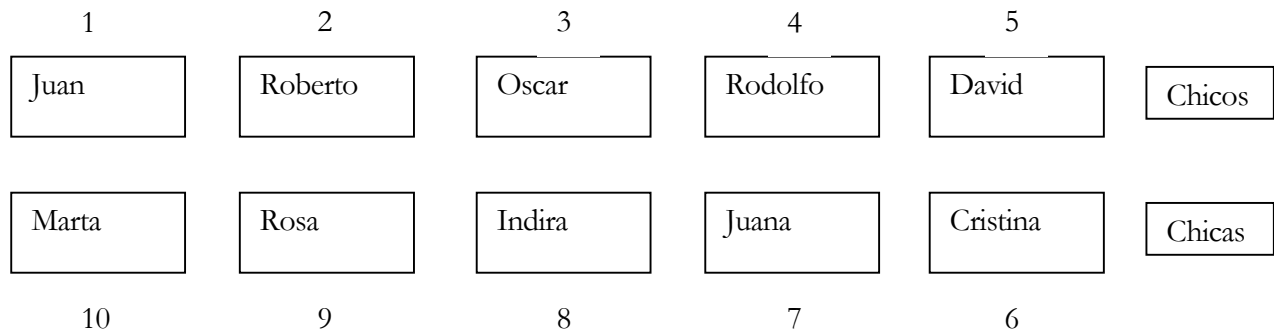 1 2 3 4 5
Juan Roberto Oscar Rodolfo David Chicos
Marta Rosa Indira Juana Cristina Chicas
10 9 8 7 6